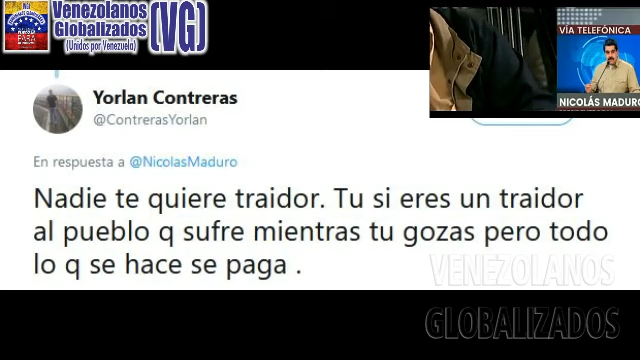 Venezolanos
Globalizados
(Unidos por Venezuela)
(VG)
VÍA TELEFÓNICA
NICOLÁS MADURO
Yorlan Contreras
@ContrerasYorlan
En respuesta a @NicolasMaduro
Nadie te quiere traidor. Tu si eres un traidor
al pueblo q sufre mientras tu gozas pero todo
lo q se hace se paga .
VENEZOLANOS
GLOBALIZADOS